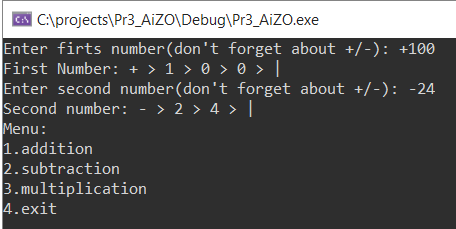 C:\projects\Pr3_AiZO\Debug\Pr3_AiZO.exe
Enter firts number(don't forget about +/-): +100
First Number: + > 1 > 0 > 0 > |
Enter second number(don't forget about +/-): -24
Second number: - > 2 > 4 > |
Menu:
1.addition
2.subtraction
3.multiplication
4.exit